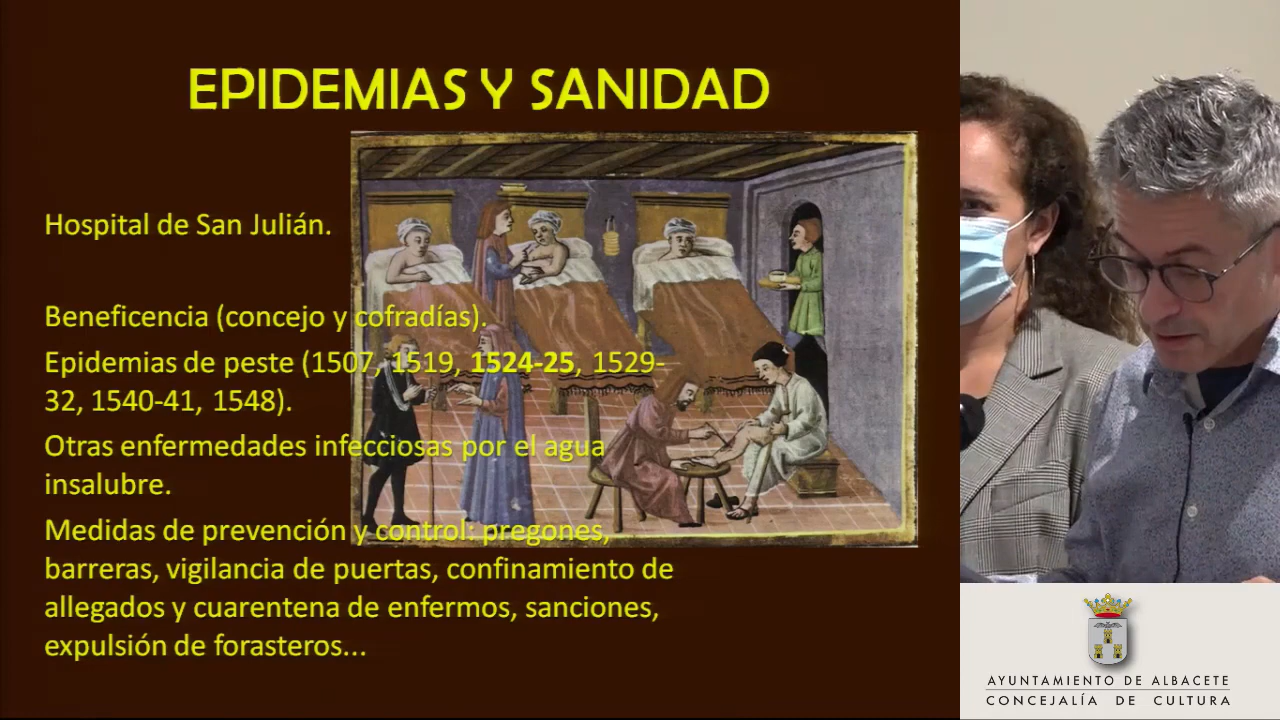 EPIDEMIAS Y SANIDAD
Hospital de San Julián.
Beneficencia (concejo y cofradías).
Epidemias de peste (1507, 1519, 1524-25, 1529-
32, 1540-41, 1548).
Otras enfermedades infecciosas por el agua
insalubre.
Medidas de prevención y control: pregones,
barreras, vigilancia de puertas, confinamiento de
allegados y cuarentena de enfermos, sanciones,
expulsión de forasteros...
AYUNTAMIENTO DE ALBACETE
CONCEJALÍA DE CULTURA